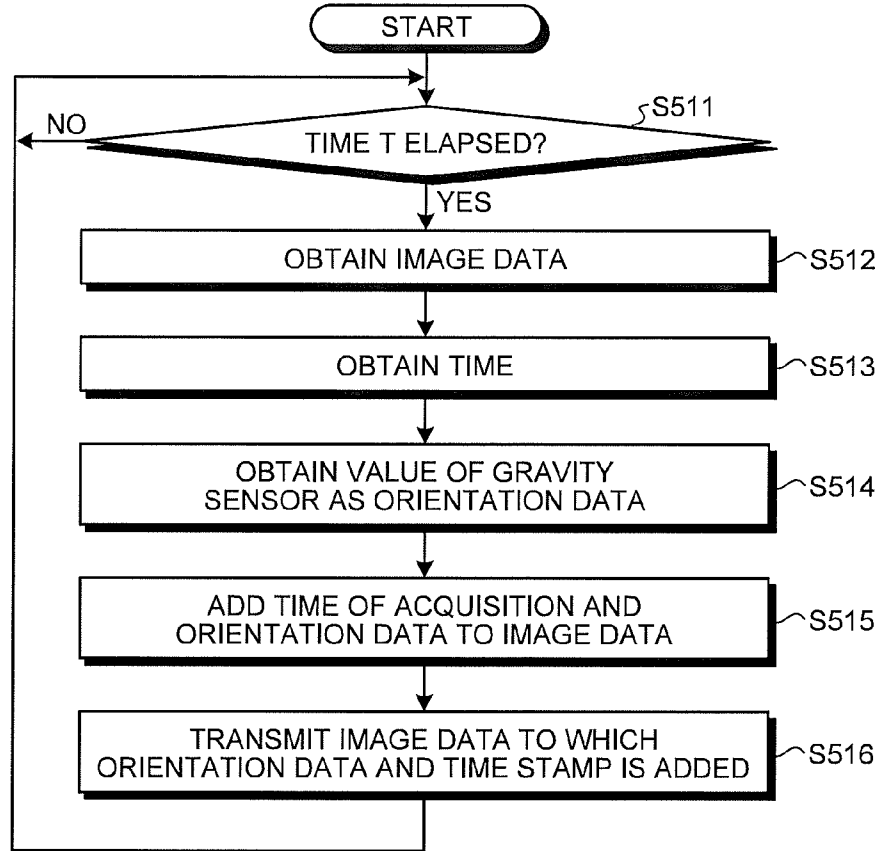 START
S511
NO
TIME T ELAPSED?
YES
OBTAIN IMAGE DATA
S512
OBTAIN TIME
S513
OBTAIN VALUE OF GRAVITY
SENSOR AS ORIENTATION DATA
S514
ADD TIME OF ACQUISITION AND
ORIENTATION DATA TO IMAGE DATA
S515
TRANSMIT IMAGE DATA TO WHICH
ORIENTATION DATA AND TIME STAMP IS ADDED
S516